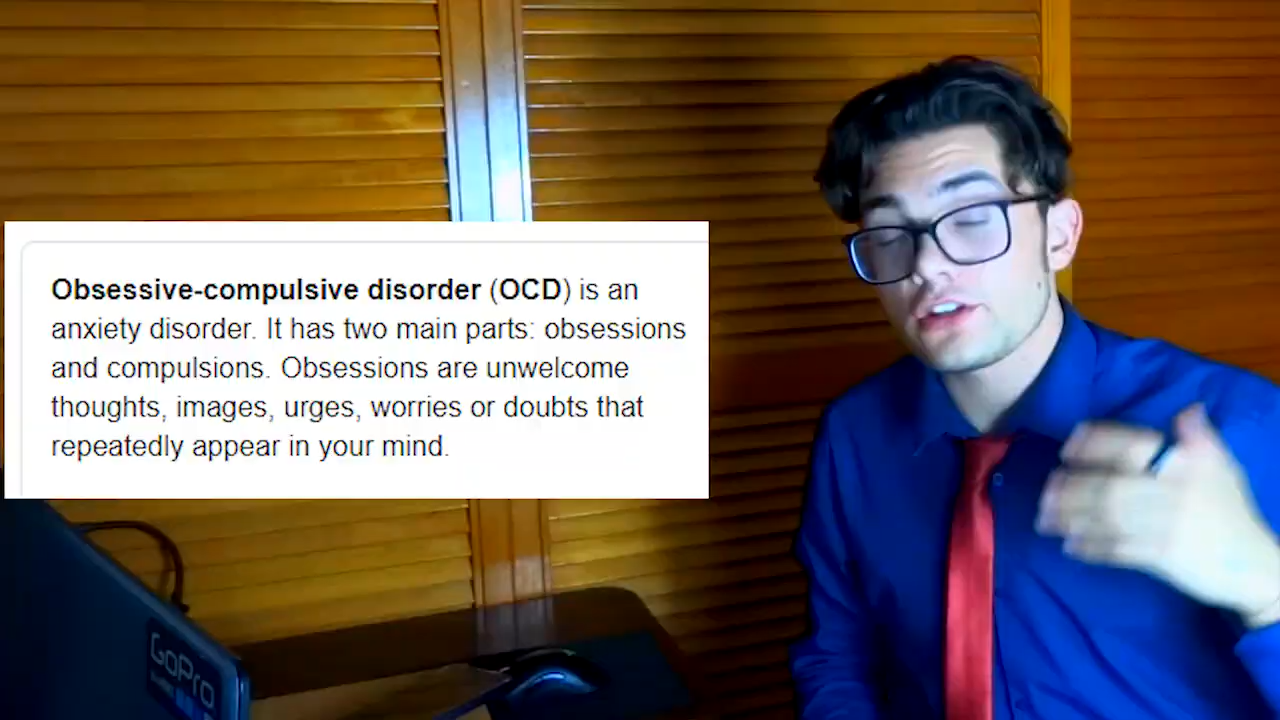 Obsessive-compulsive disorder (OCD) is an
anxiety disorder. It has two main parts: obsessions
and compulsions. Obsessions are unwelcome
thoughts, images, urges, worries or doubts that
repeatedly appear in your mind.
GoPro